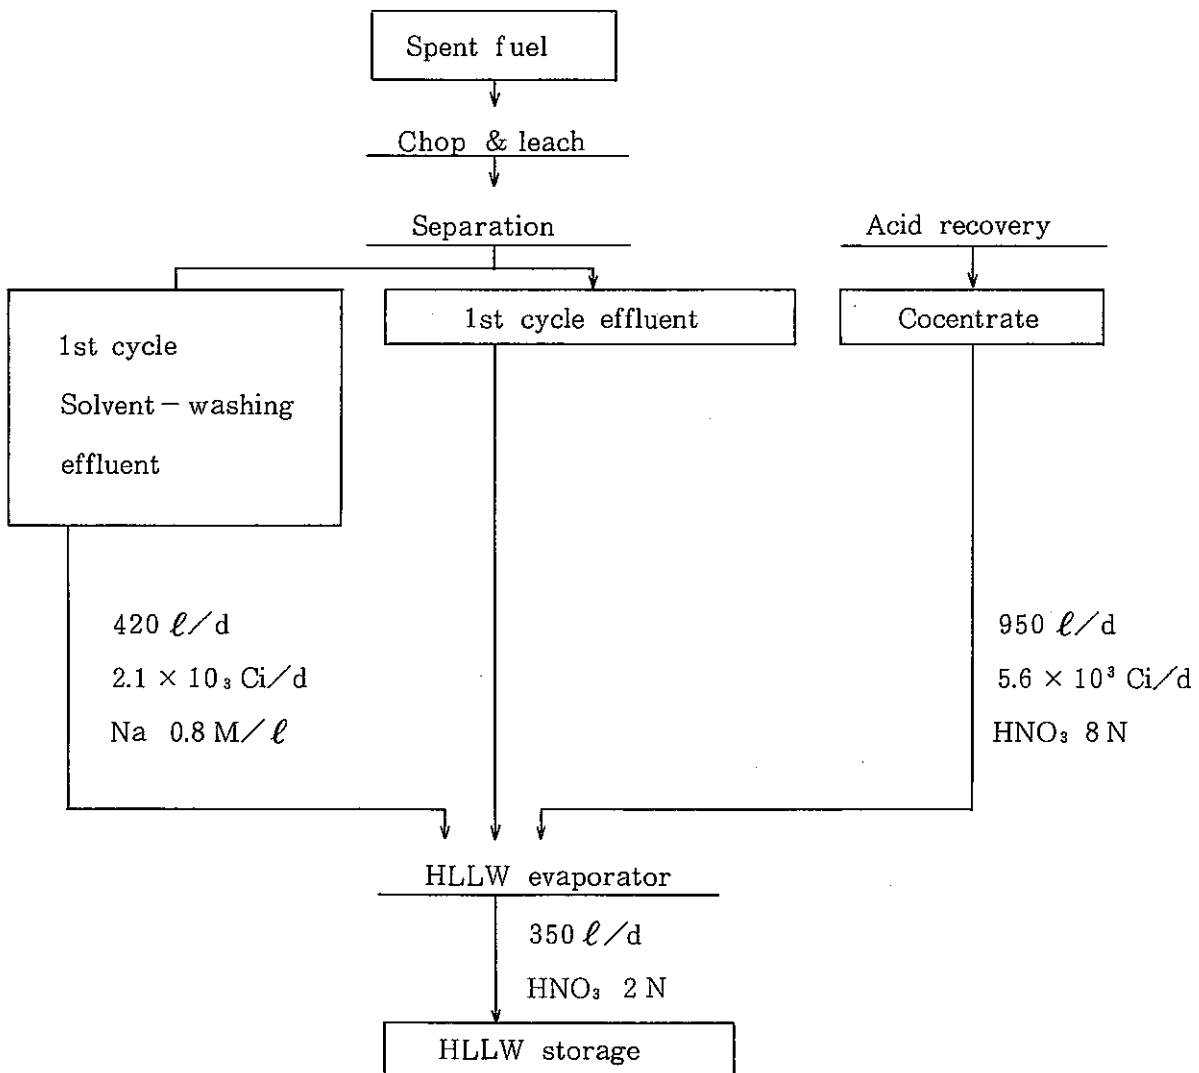 Spent fuel
Chop & leach
Separation
Acid recovery
1st cycle
Solvent-washing
effluent
1st cycle effluent
Cocentrate
420 ℓ/d
2.1 × 10₃ Ci/d
Na 0.8 M/ℓ
950 ℓ/d
5.6 × 10³ Ci/d
HNO₃ 8 N
HLLW evaporator
350 ℓ/d
HNO₃ 2 N
HLLW storage